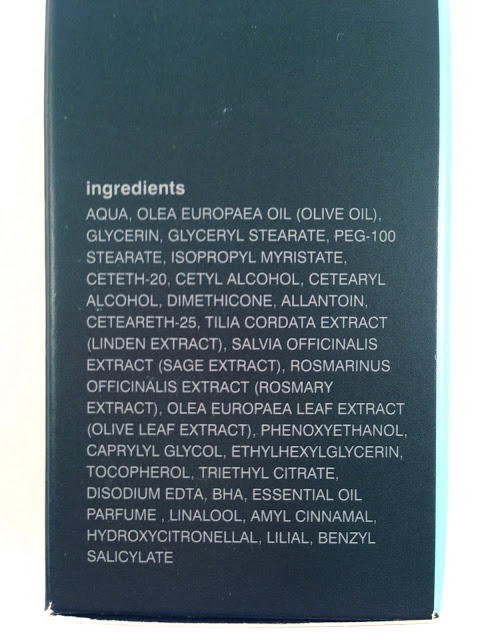 ingredients
AQUA, OLEA EUROPAEA OIL (OLIVE OIL),
GLYCERIN, GLYCERYL STEARATE, PEG-100
STEARATE, ISOPROPYL MYRISTATE,
CETETH-20, CETYL ALCOHOL, CETEARYL
ALCOHOL, DIMETHICONE, ALLANTOIN,
CETEARETH-25, TILIA CORDATA EXTRACT
(LINDEN EXTRACT), SALVIA OFFICINALIS
EXTRACT (SAGE EXTRACT), ROSMARINUS
OFFICINALIS EXTRACT (ROSMARY
EXTRACT), OLEA EUROPAEA LEAF EXTRACT
(OLIVE LEAF EXTRACT), PHENOXYETHANOL,
CAPRYLYL GLYCOL, ETHYLHEXYLGLYCERIN,
TOCOPHEROL, TRIETHYL CITRATE,
DISODIUM EDTA, BHA, ESSENTIAL OIL
PARFUME , LINALOOL, AMYL CINNAMAL,
HYDROXYCITRONELLAL, LILIAL, BENZYL
SALICYLATE